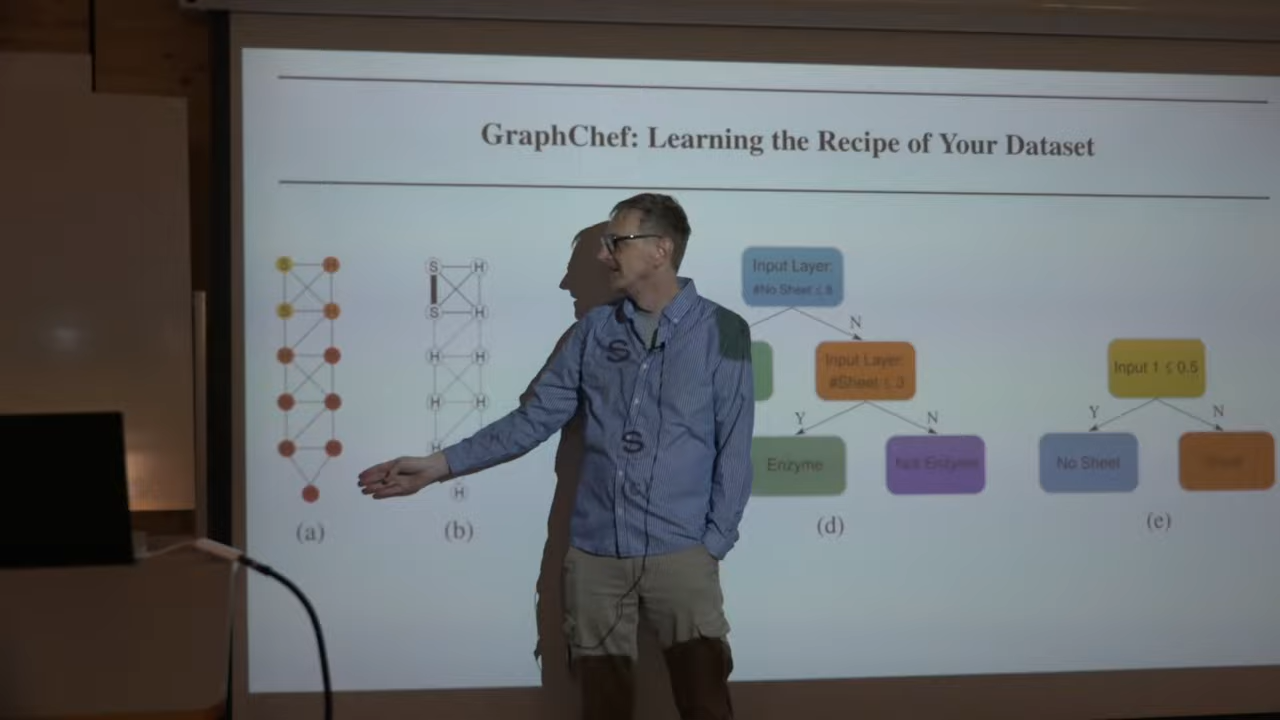 GraphChef: Learning the Recipe of Your Dataset
S H
S H
H
S H
S H
H H
H H
H
H
S
S
Input Layer:
#No Sheet ≤ 8
N
Input Layer:
#Sheet ≤ 3
Y N
Enzyme
Not Enzyme
Input 1 ≤ 0.5
Y N
No Sheet
(a)
(b)
(d)
(e)